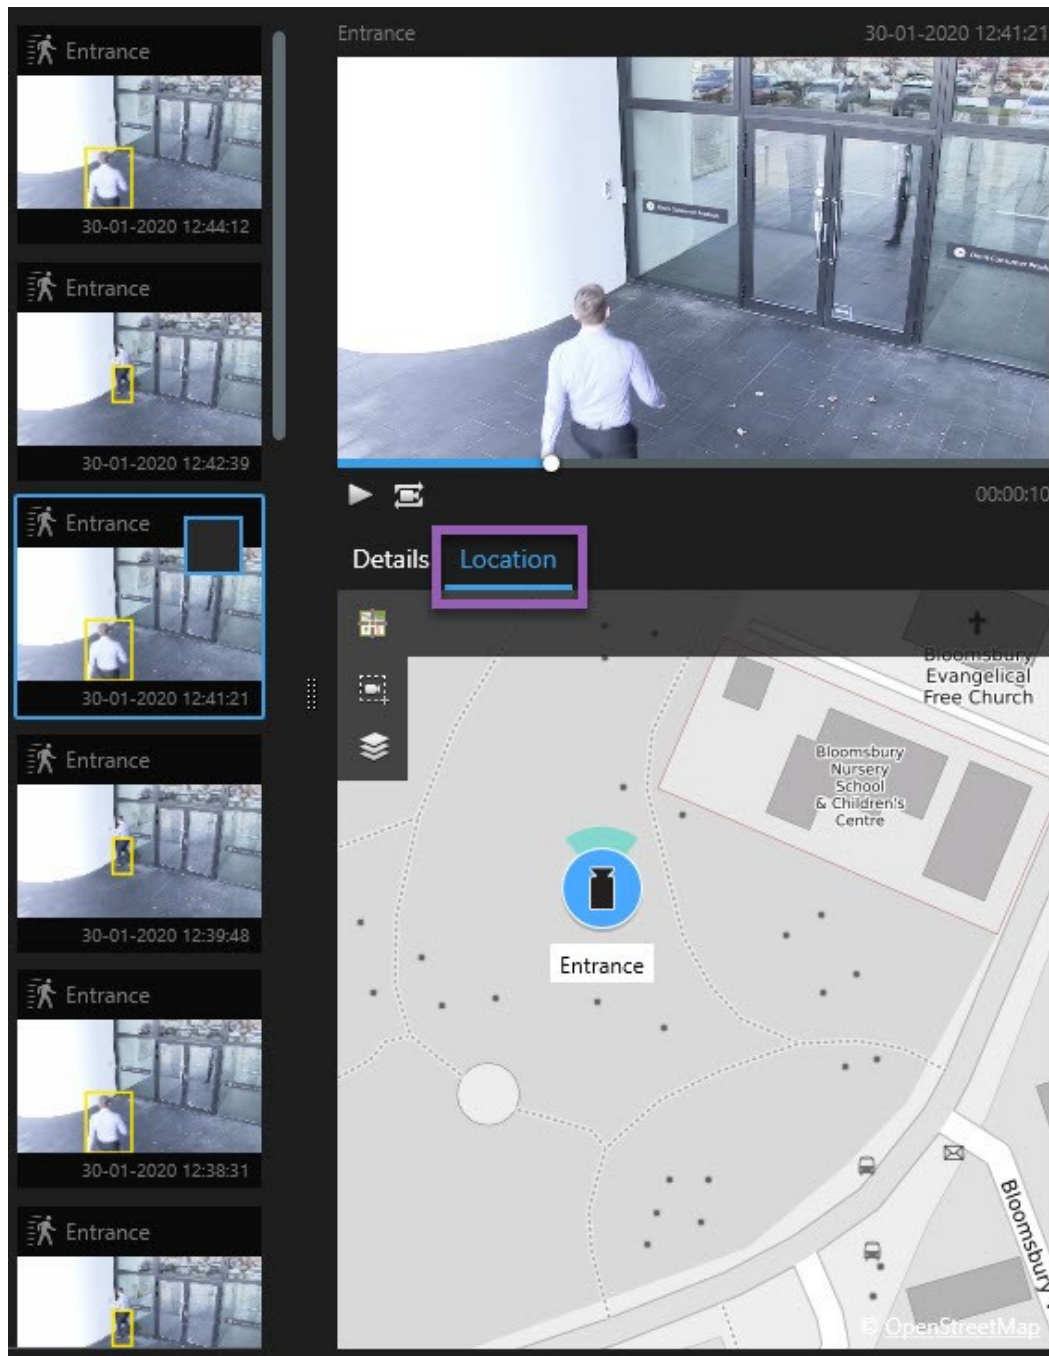 Entrance
30-01-2020 12:44:12
Entrance
30-01-2020 12:42:39
Entrance
30-01-2020 12:41:21
Entrance
30-01-2020 12:39:48
Entrance
30-01-2020 12:38:31
Entrance
Entrance 30-01-2020 12:41:21
00:00:10
Details Location
Bloomsbury
Evangelical
Free Church
Bloomsbury
Nursery
School
& Children's
Centre
Entrance
Bloomsbury
© OpenStreetMap